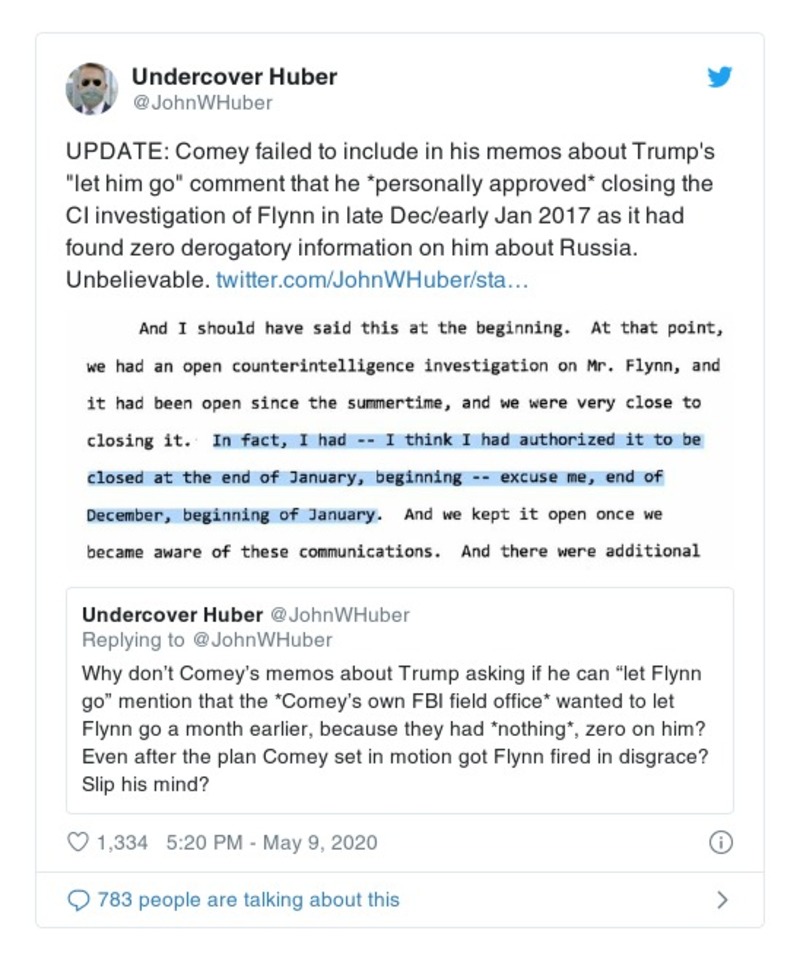 Undercover Huber
@JohnWHuber
UPDATE: Comey failed to include in his memos about Trump's
"let him go" comment that he *personally approved* closing the
CI investigation of Flynn in late Dec/early Jan 2017 as it had
found zero derogatory information on him about Russia.
Unbelievable. twitter.com/JohnWHuber/sta…
And I should have said this at the beginning. At that point,
we had an open counterintelligence investigation on Mr. Flynn, and
it had been open since the summertime, and we were very close to
closing it. In fact, I had -- I think I had authorized it to be
closed at the end of January, beginning -- excuse me, end of
December, beginning of January. And we kept it open once we
became aware of these communications. And there were additional
Undercover Huber @JohnWHuber
Replying to @JohnWHuber
Why don’t Comey’s memos about Trump asking if he can “let Flynn
go” mention that the *Comey’s own FBI field office* wanted to let
Flynn go a month earlier, because they had *nothing*, zero on him?
Even after the plan Comey set in motion got Flynn fired in disgrace?
Slip his mind?
1,334 5:20 PM - May 9, 2020
783 people are talking about this